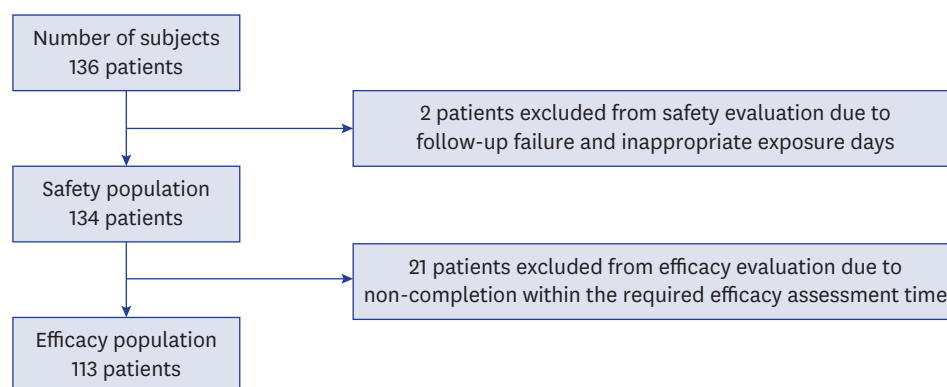 Number of subjects
136 patients
2 patients excluded from safety evaluation due to
follow-up failure and inappropriate exposure days
Safety population
134 patients
21 patients excluded from efficacy evaluation due to
non-completion within the required efficacy assessment time
Efficacy population
113 patients